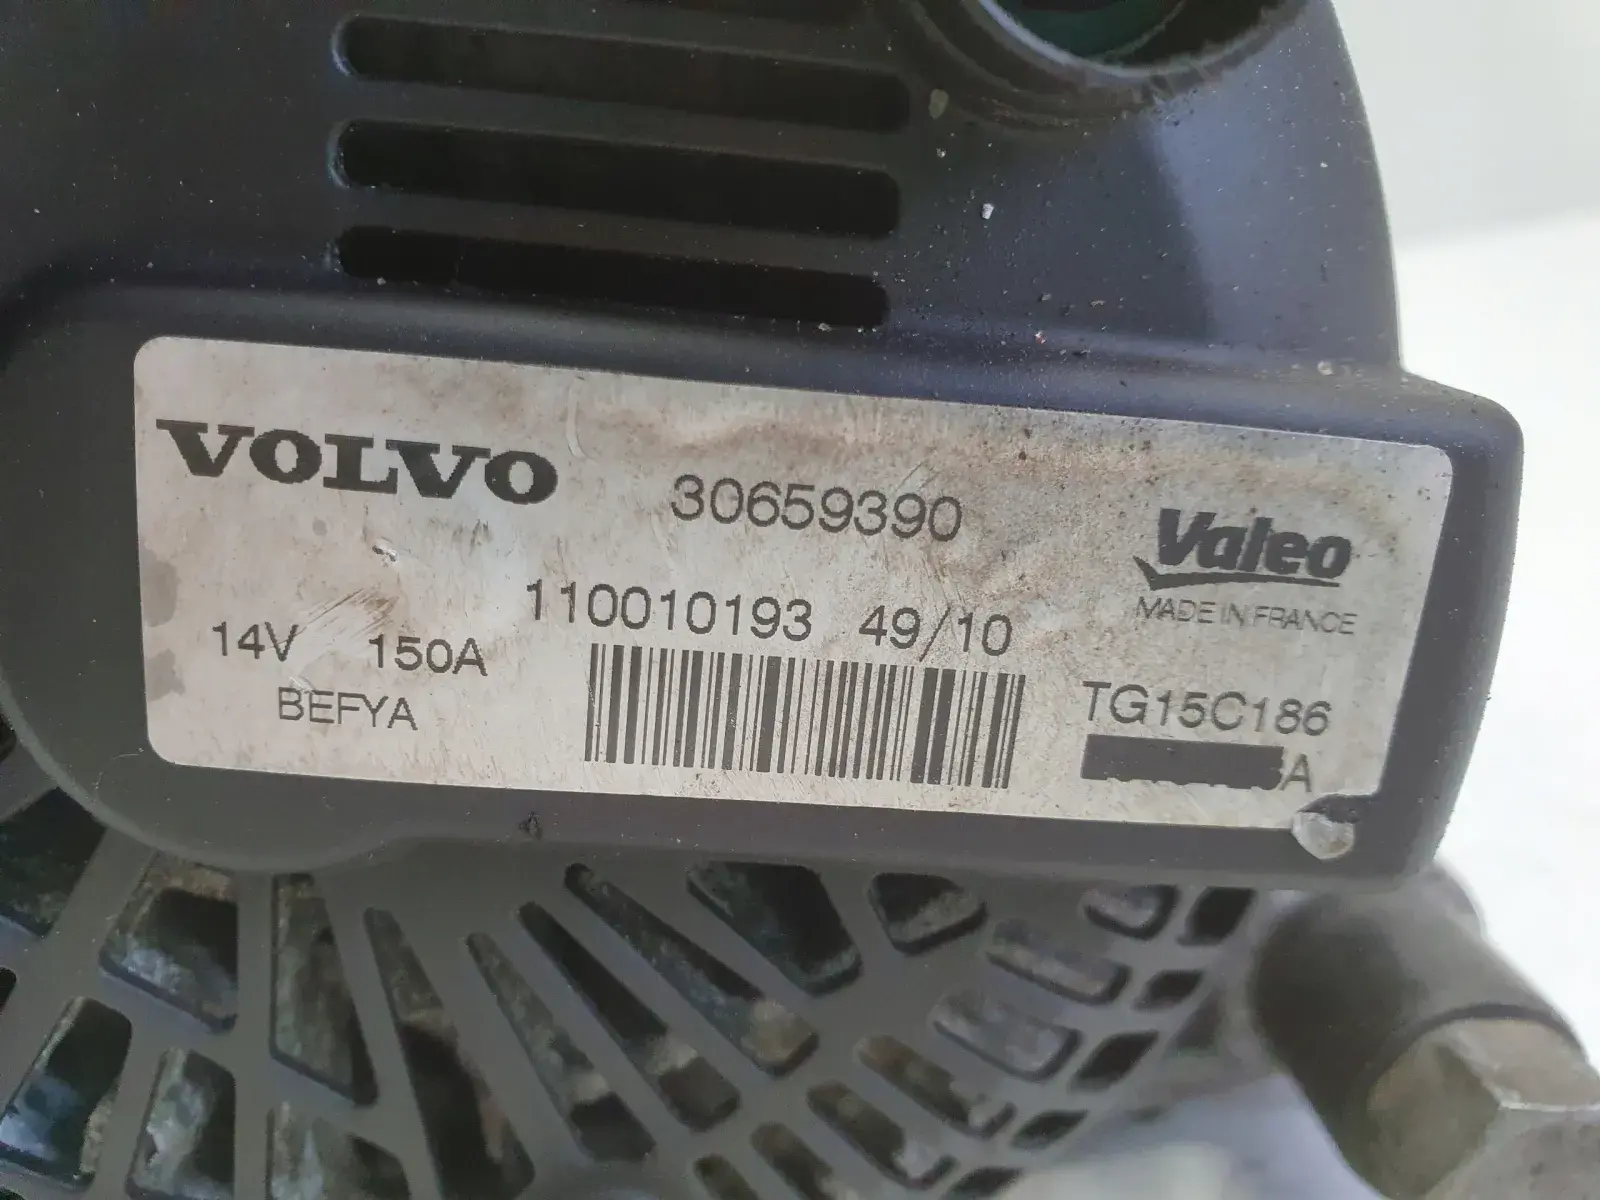 VOLVO 30659390
Valeo
MADE IN FRANCE
110010193 49/10
14V 150A
BEFYA
TG15C186
A